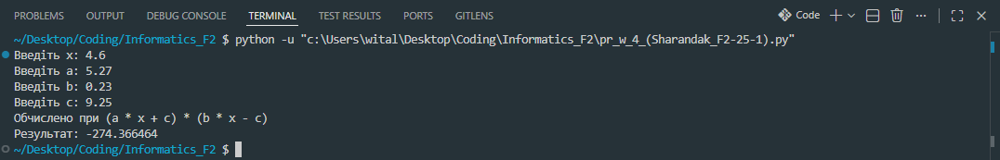 PROBLEMS OUTPUT DEBUG CONSOLE TERMINAL TEST RESULTS PORTS GITLENS Code
~/Desktop/Coding/Informatics_F2 $ python -u "c:\Users\wital\Desktop\Coding\Informatics_F2\pr_w_4_(Sharandak_F2-25-1).py"
Введіть x: 4.6
Введіть a: 5.27
Введіть b: 0.23
Введіть c: 9.25
Обчислено при (a * x + c) * (b * x - c)
Результат: -274.366464
~/Desktop/Coding/Informatics_F2 $